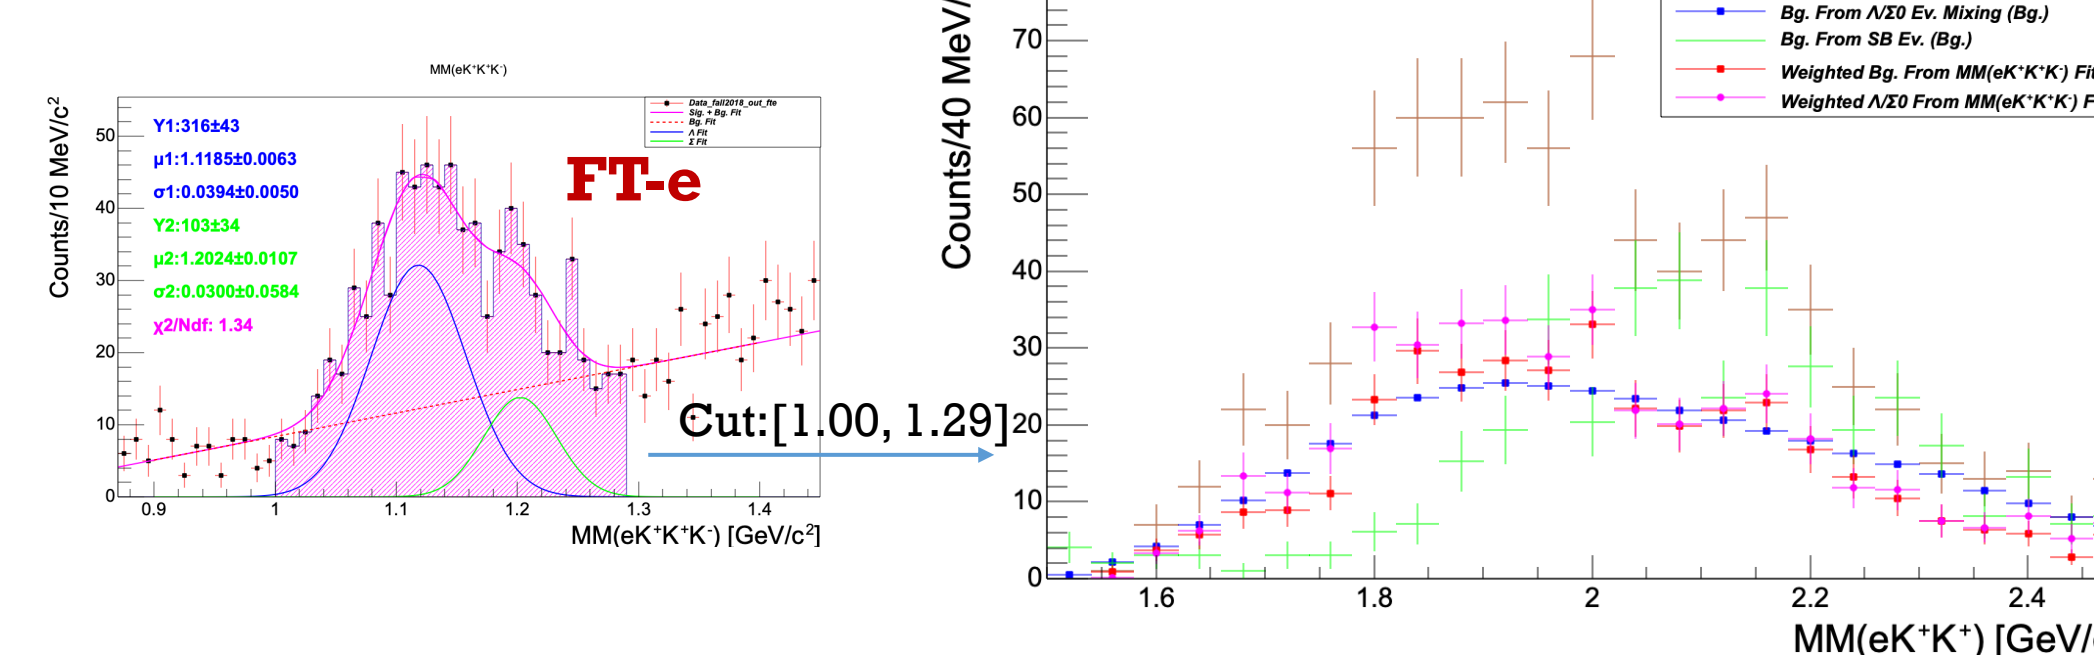 MM(eK⁺K⁺K⁻)
Counts/10 MeV/c²
50
40
30
20
10
0
Y1:316±43
μ1:1.1185±0.0063
σ1:0.0394±0.0050
Y2:103±34
μ2:1.2024±0.0107
σ2:0.0300±0.0584
χ2/Ndf: 1.34
Data_fall2018_out_fte
Sig. + Bg. Fit
Bg. Fit
Λ Fit
Σ Fit
FT-e
0.9 1 1.1 1.2 1.3 1.4
MM(eK⁺K⁺K⁻) [GeV/c²]
Cut:[1.00, 1.29]
Counts/40 MeV/
70
60
50
40
30
20
10
0
Bg. From Λ/Σ0 Ev. Mixing (Bg.)
Bg. From SB Ev. (Bg.)
Weighted Bg. From MM(eK⁺K⁺K⁻) Fit
Weighted Λ/Σ0 From MM(eK⁺K⁺K⁻) F
1.6 1.8 2 2.2 2.4
MM(eK⁺K⁺) [GeV/